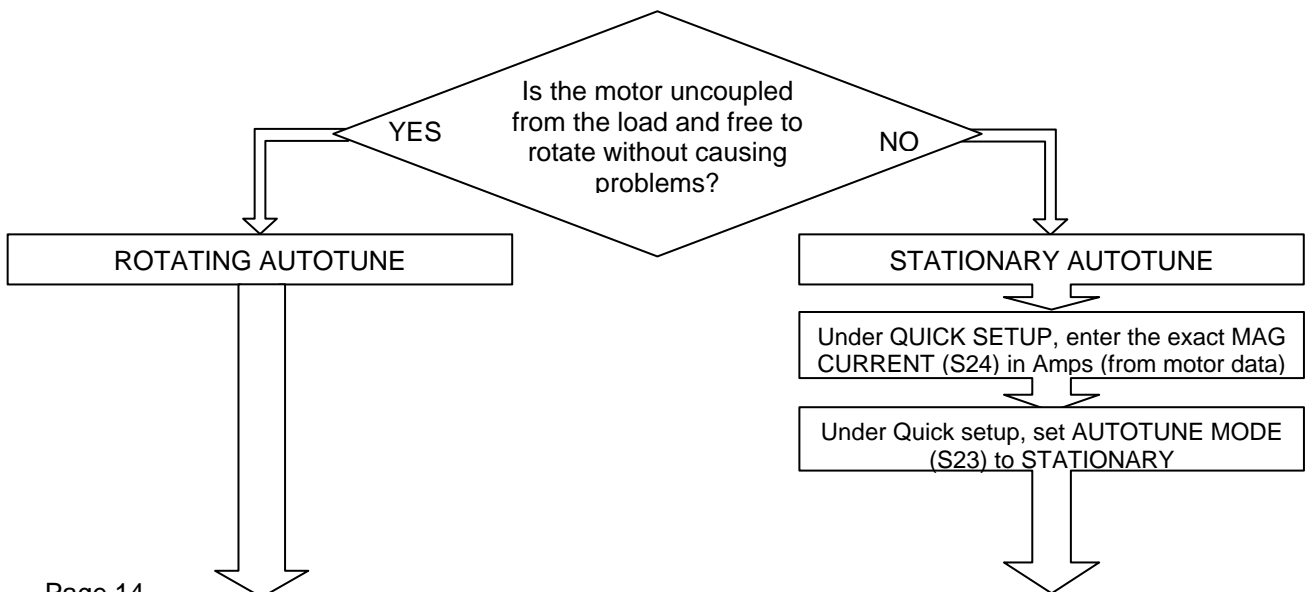 Is the motor uncoupled
from the load and free to
rotate without causing
problems?
YES
NO
ROTATING AUTOTUNE
STATIONARY AUTOTUNE
Under QUICK SETUP, enter the exact MAG
CURRENT (S24) in Amps (from motor data)
Under Quick setup, set AUTOTUNE MODE
(S23) to STATIONARY
Page 14